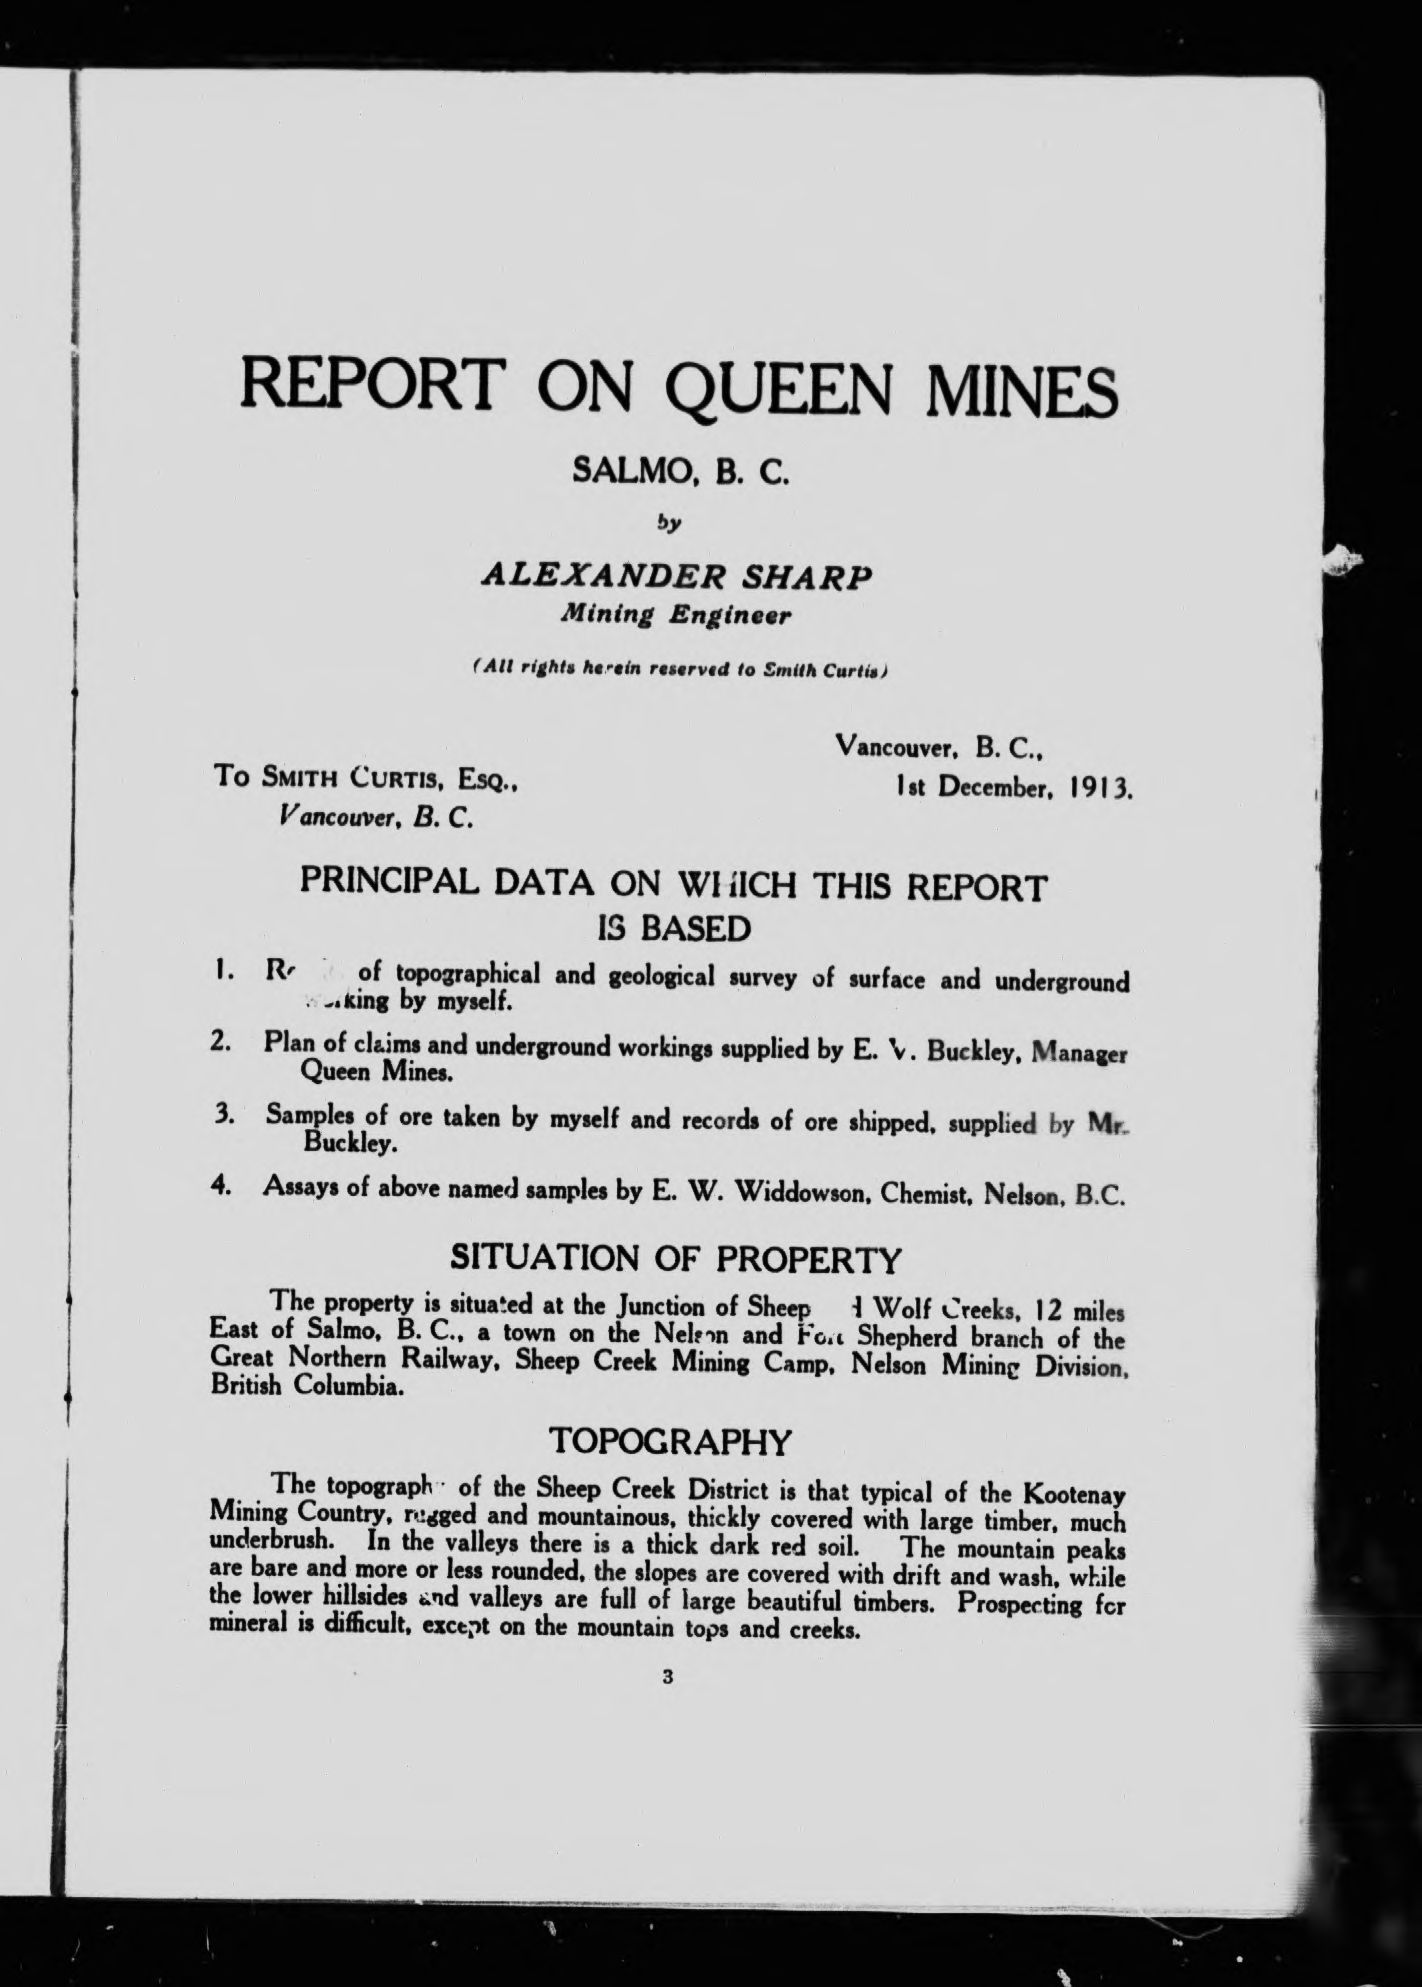 REPORT ON QUEEN MINES
SALMO, B. C.
by
ALEXANDER SHARP
Mining Engineer
(All rights herein reserved to Smith Curtis)
Vancouver, B. C.,
1st December, 1913.
To SMITH CURTIS, ESQ.,
Vancouver, B. C.
PRINCIPAL DATA ON WHICH THIS REPORT
IS BASED
1. of topographical and geological survey of surface and underground
by myself.
2. Plan of claims and underground workings supplied by E. V. Buckley, Manager
Queen Mines.
3. Samples of ore taken by myself and records of ore shipped, supplied by Mr.
Buckley.
4. Assays of above named samples by E. W. Widdowson, Chemist, Nelson, B.C.
SITUATION OF PROPERTY
The property is situated at the Junction of Sheep Wolf Creeks, 12 miles
East of Salmo, B. C., a town on the Nelson and Fort Shepherd branch of the
Great Northern Railway, Sheep Creek Mining Camp, Nelson Mining Division,
British Columbia.
TOPOGRAPHY
The topography of the Sheep Creek District is that typical of the Kootenay
Mining Country, rugged and mountainous, thickly covered with large timber, much
underbrush. In the valleys there is a thick dark red soil. The mountain peaks
are bare and more or less rounded, the slopes are covered with drift and wash, while
the lower hillsides and valleys are full of large beautiful timbers. Prospecting for
mineral is difficult, except on the mountain tops and creeks.
3